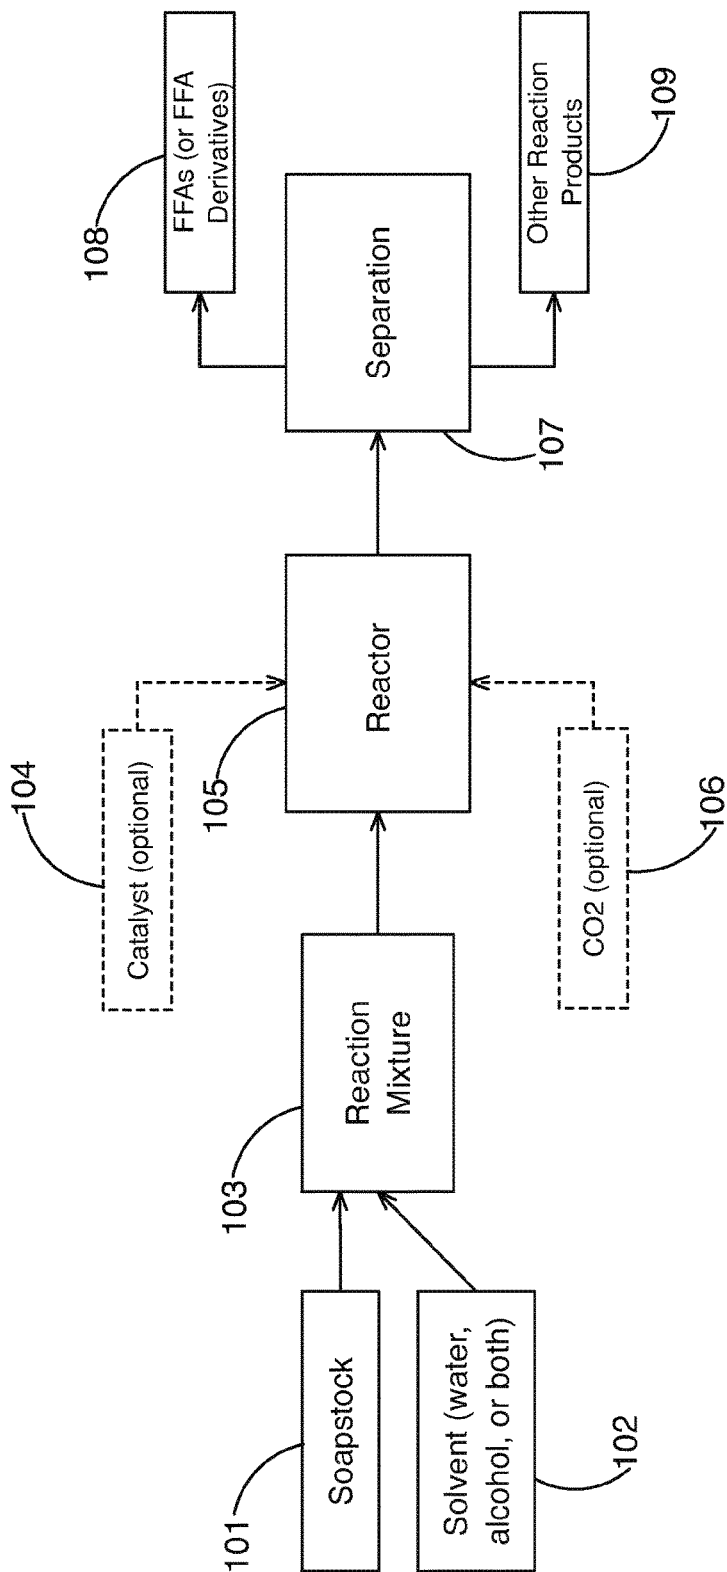 101
Soapstock
Solvent (water,
alcohol, or both)
102
103
Reaction
Mixture
104
Catalyst (optional)
105
Reactor
CO2 (optional)
106
Separation
107
108
FFAs (or FFA
Derivatives)
Other Reaction
Products
109